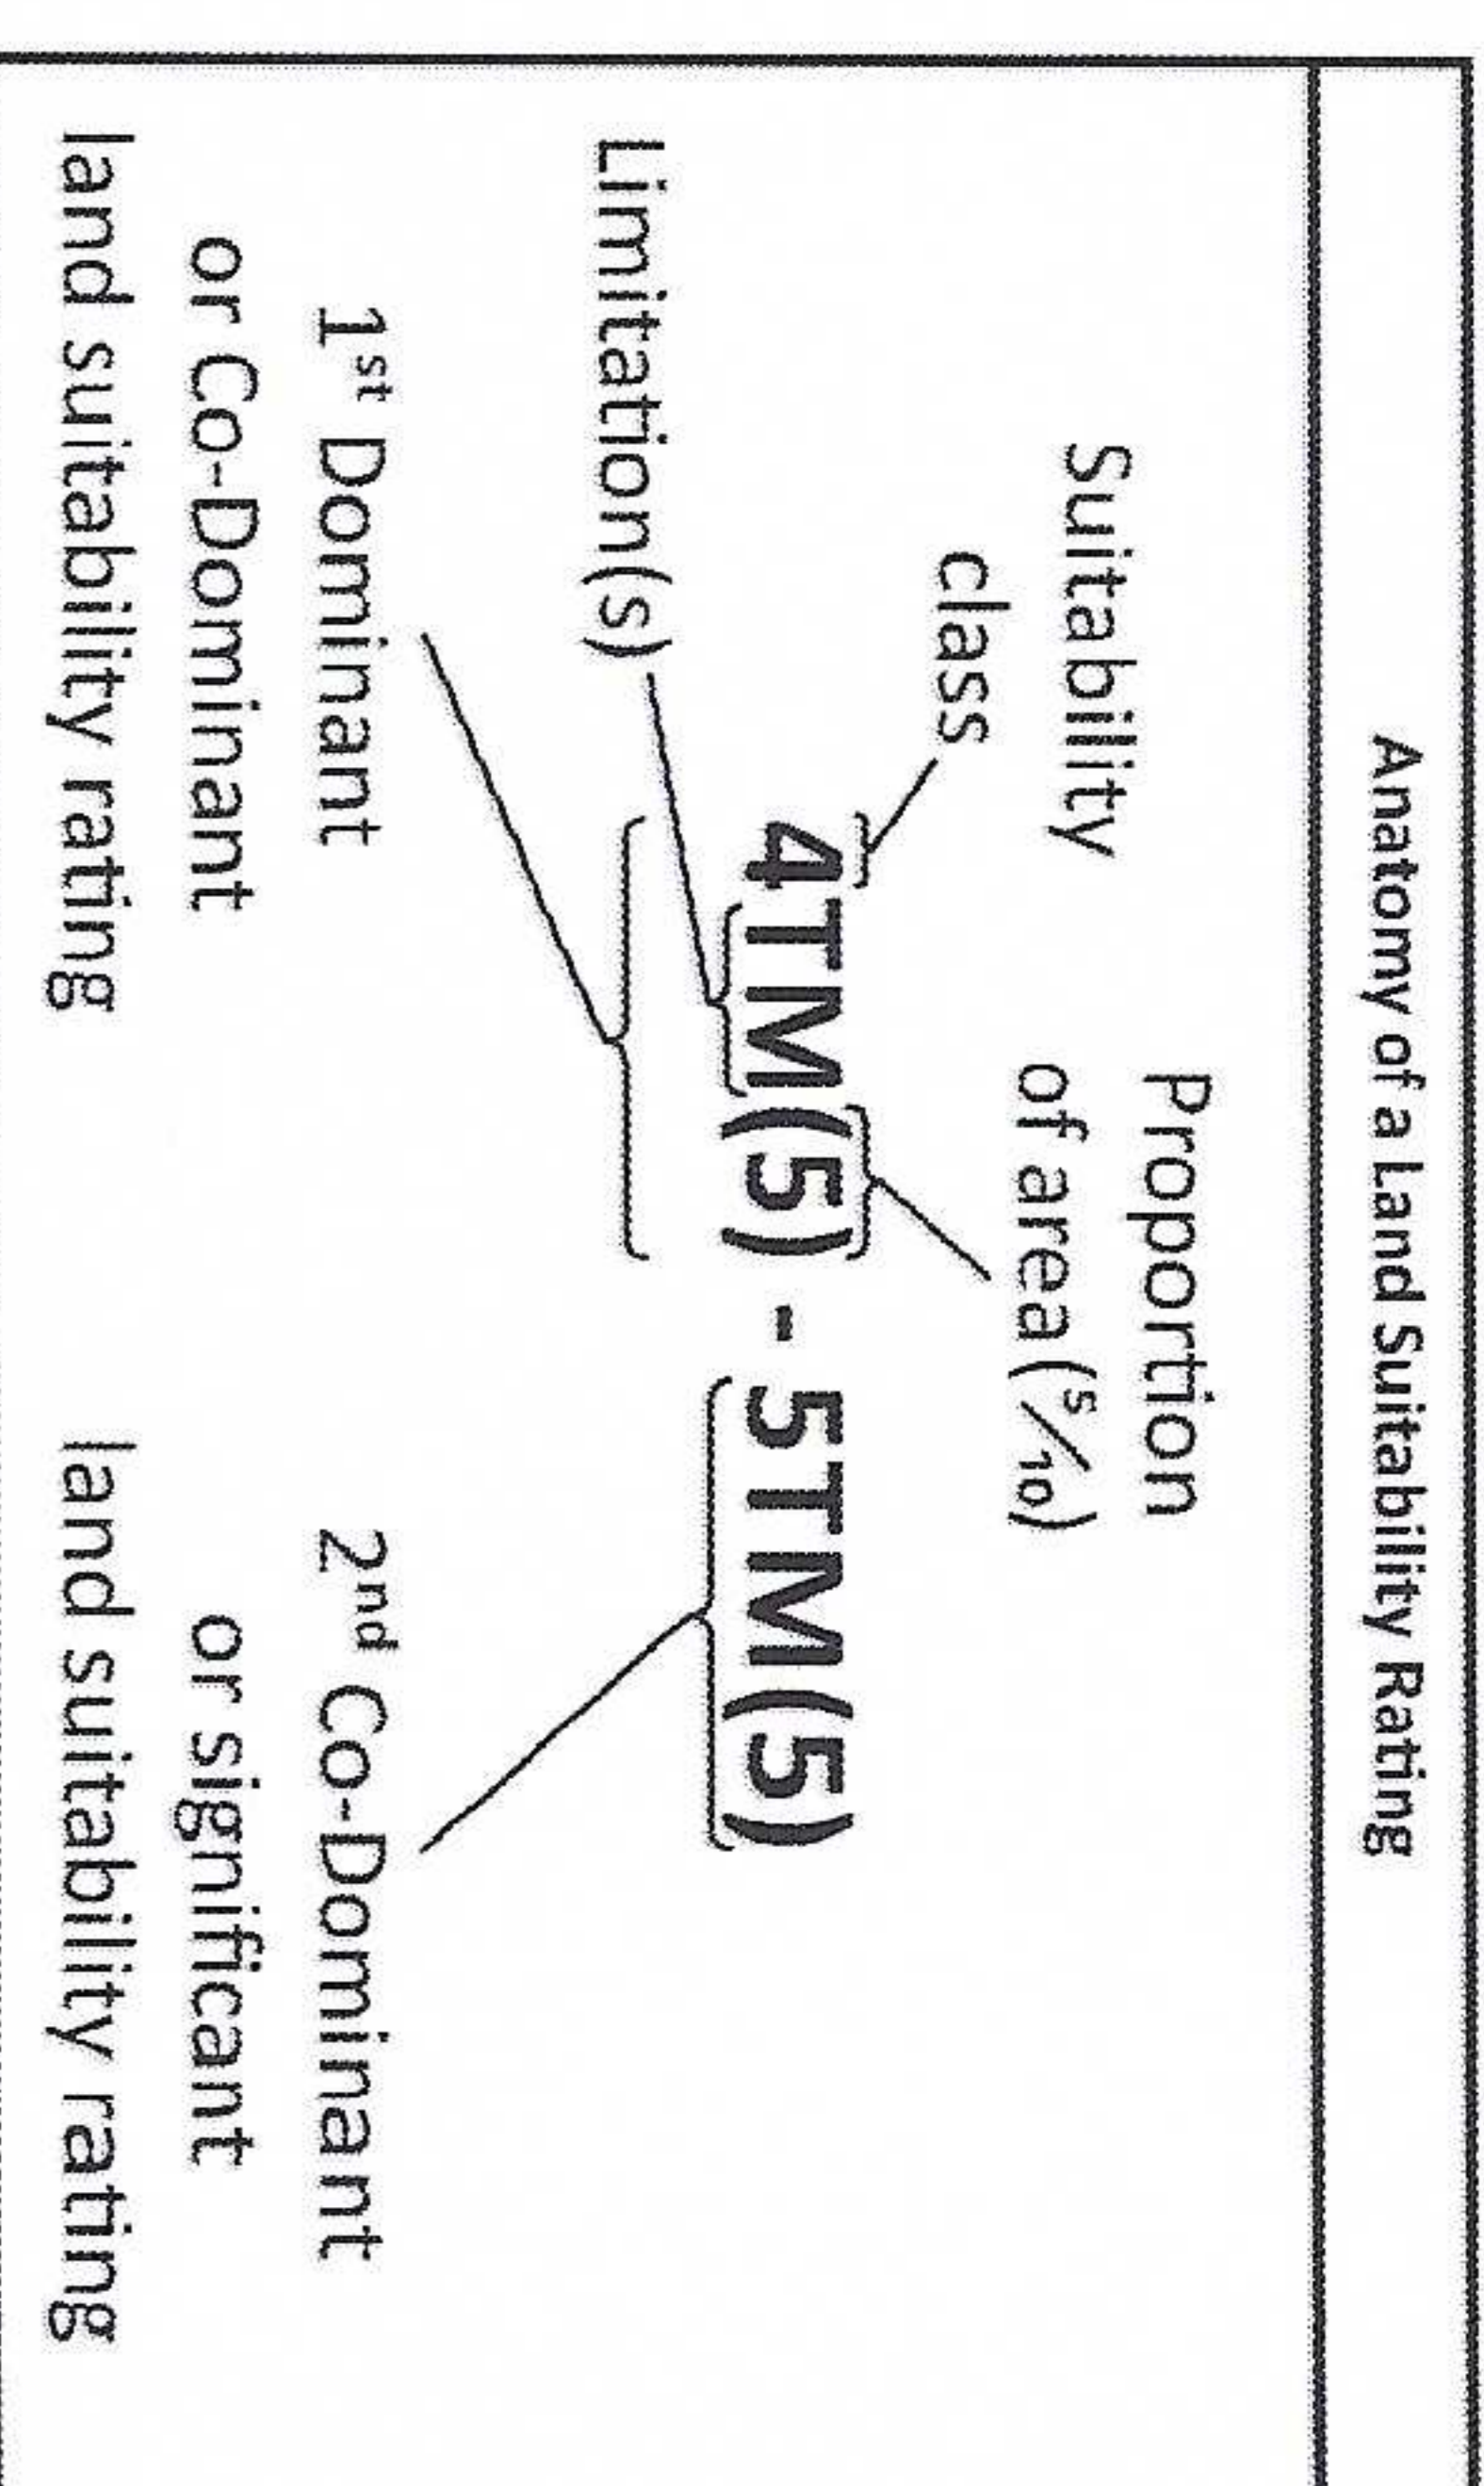 Anatomy of a Land Suitability Rating
Suitability
class
Proportion
of area (5/10)
4TM(5) - 5TM(5)
Limitation(s)
1st Dominant
or Co-Dominant
land suitability rating
2nd Co-Dominant
or significant
land suitability rating